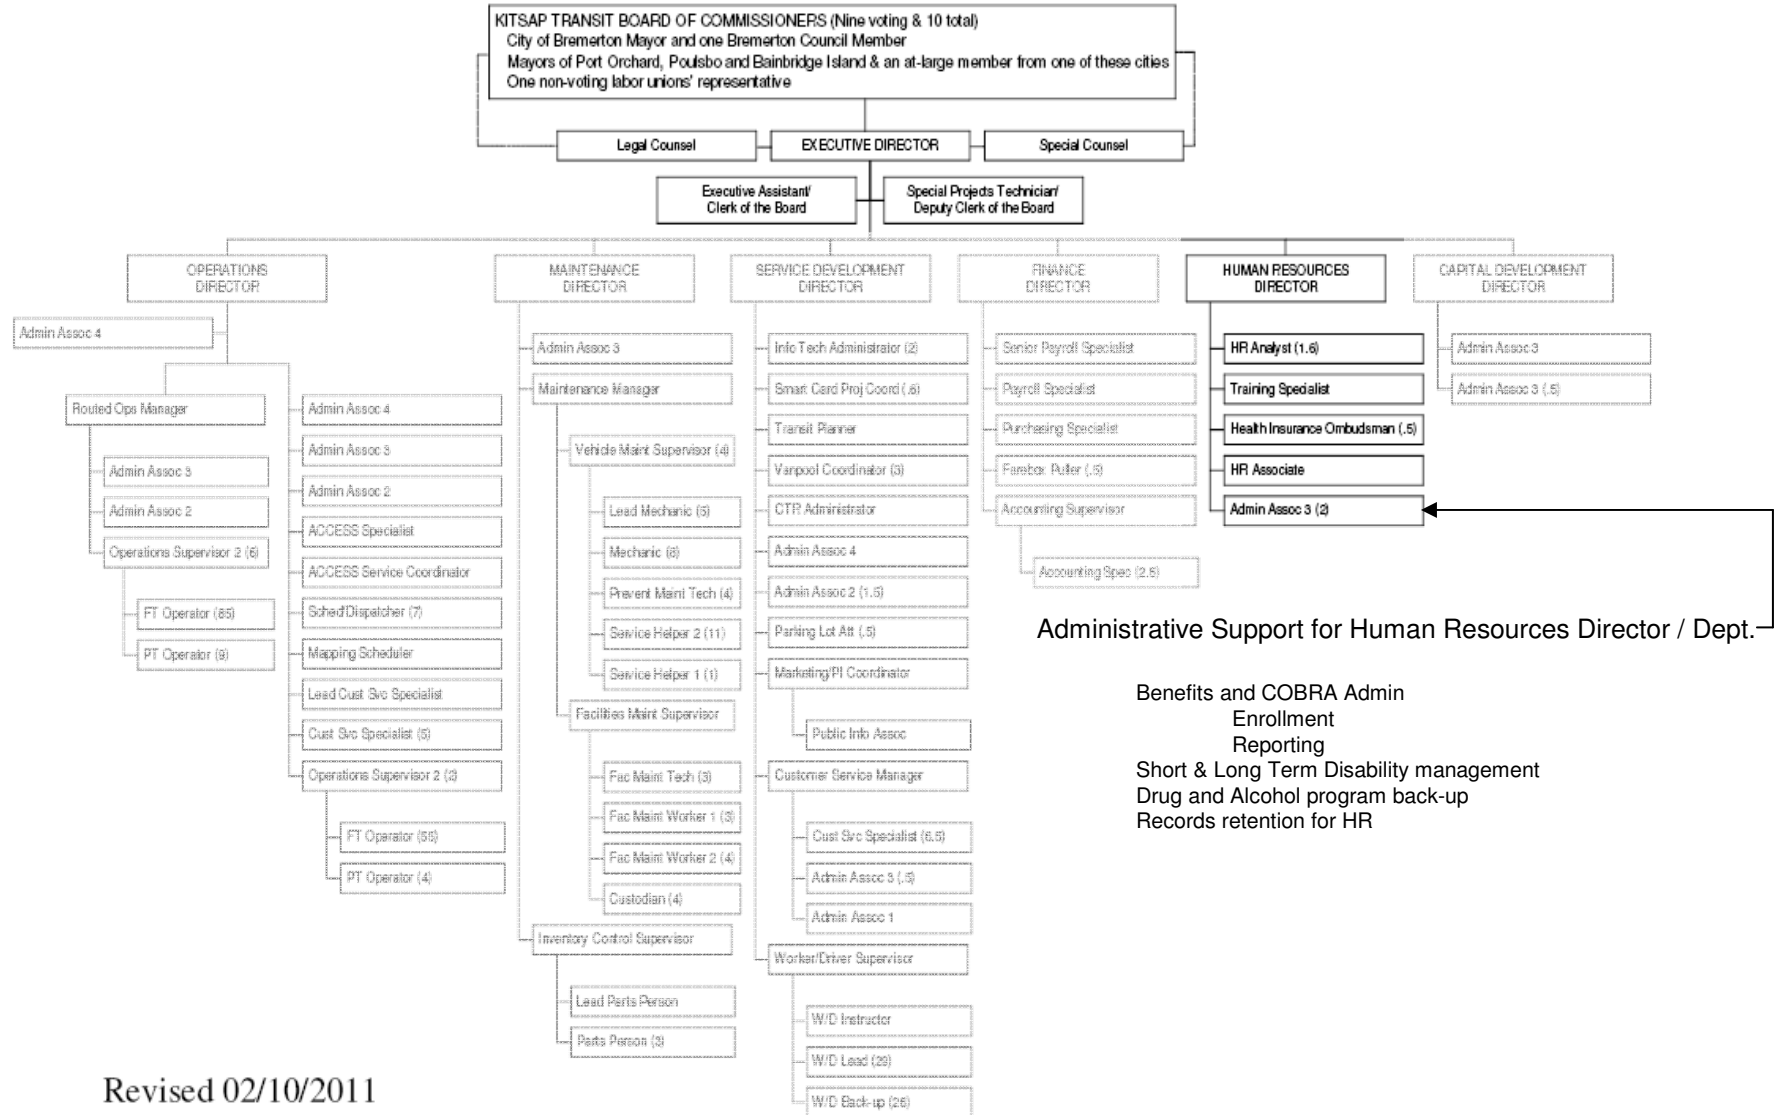 KITSAP TRANSIT BOARD OF COMMISSIONERS (Nine voting & 10 total)
City of Bremerton Mayor and one Bremerton Council Member
Mayors of Port Orchard, Poulsbo and Bainbridge Island & an at-large member from one of these cities
One non-voting labor unions' representative
Legal Counsel
EXECUTIVE DIRECTOR
Special Counsel
Executive Assistant/
Clerk of the Board
Special Projects Technician/
Deputy Clerk of the Board
OPERATIONS
DIRECTOR
Admin Assoc 4
Routed Ops Manager
Admin Assoc 3
Admin Assoc 2
Operations Supervisor 2 (6)
FT Operator (85)
PT Operator (9)
Admin Assoc 4
Admin Assoc 3
Admin Assoc 2
ACCESS Specialist
ACCESS Service Coordinator
Sched/Dispatcher (7)
Mapping Scheduler
Lead Cust Svc Specialist
Cust Svc Specialist (5)
Operations Supervisor 2 (2)
FT Operator (55)
PT Operator (4)
MAINTENANCE
DIRECTOR
Admin Assoc 3
Maintenance Manager
Vehicle Maint Supervisor (4)
Lead Mechanic (5)
Mechanic (8)
Prevent Maint Tech (4)
Service Helper 2 (11)
Service Helper 1 (1)
Facilities Maint Supervisor
Fac Maint Tech (3)
Fac Maint Worker 1 (3)
Fac Maint Worker 2 (4)
Custodian (4)
Inventory Control Supervisor
Lead Parts Person
Parts Person (3)
SERVICE DEVELOPMENT
DIRECTOR
Info Tech Administrator (2)
Smart Card Proj Coord (.6)
Transit Planner
Vanpool Coordinator (3)
CTR Administrator
Admin Assoc 4
Admin Assoc 2 (1.5)
Parking Lot Att (.5)
Marketing/PI Coordinator
Public Info Assoc
Customer Service Manager
Cust Svc Specialist (6.5)
Admin Assoc 3 (.5)
Admin Assoc 1
Worker/Driver Supervisor
W/D Instructor
W/D Lead (29)
W/D Back-up (26)
FINANCE
DIRECTOR
Senior Payroll Specialist
Payroll Specialist
Purchasing Specialist
Farebox Puller (.5)
Accounting Supervisor
Accounting Spec (2.6)
HUMAN RESOURCES
DIRECTOR
HR Analyst (1.6)
Training Specialist
Health Insurance Ombudsman (.5)
HR Associate
Admin Assoc 3 (2)
CAPITAL DEVELOPMENT
DIRECTOR
Admin Assoc 3
Admin Assoc 3 (.5)
Administrative Support for Human Resources Director / Dept.
Benefits and COBRA Admin
Enrollment
Reporting
Short & Long Term Disability management
Drug and Alcohol program back-up
Records retention for HR
Revised 02/10/2011